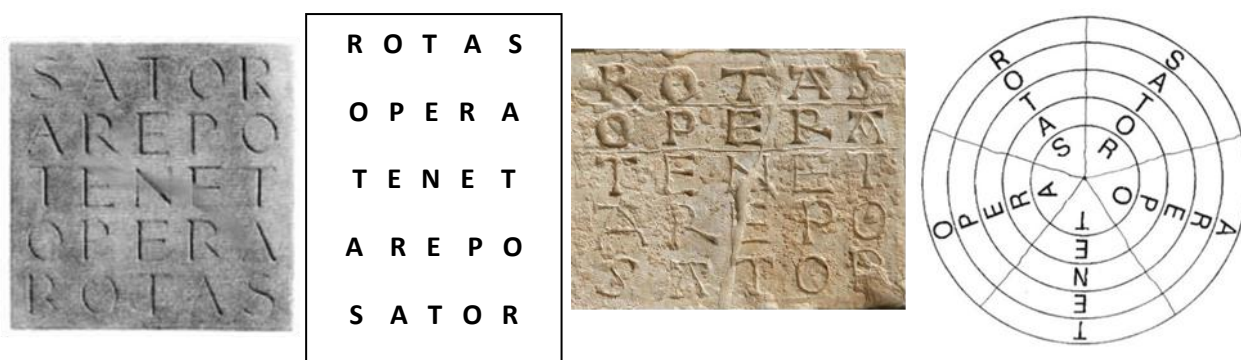 SATOR
AREPO
TENET
OPERA
ROTAS
R O T A S
O P E R A
T E N E T
A R E P O
S A T O R
ROTAS
OPERA
TENET
AREPO
SATOR
SATOR
AREPO
TENET
OPERA
ROTAS